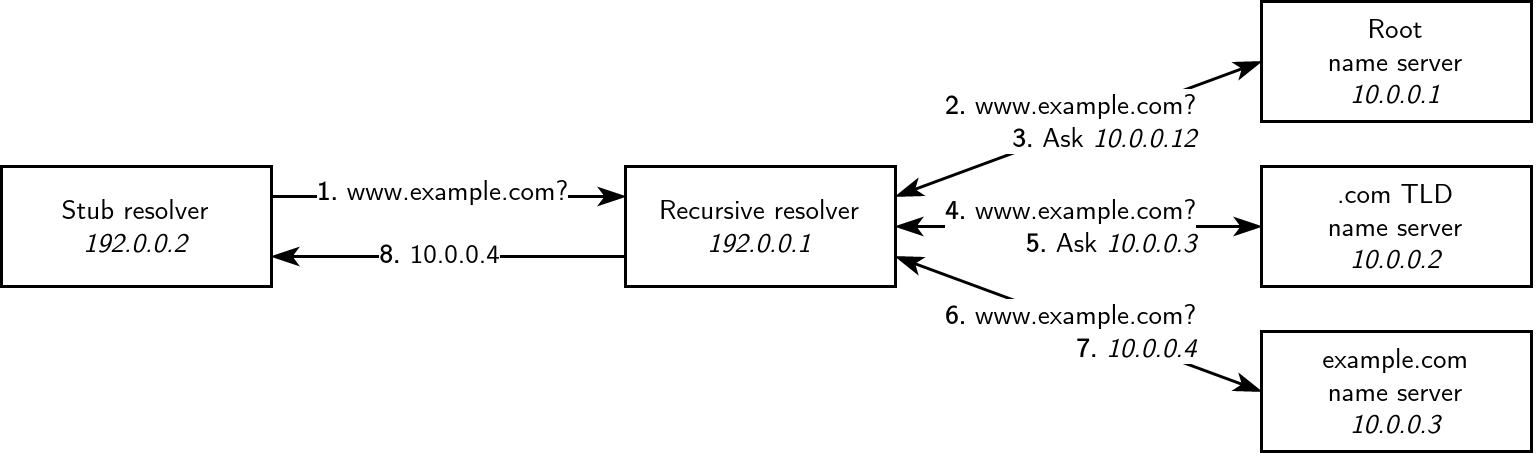 Root
name server
10.0.0.1
2. www.example.com?
3. Ask 10.0.0.12
Stub resolver
192.0.0.2
1. www.example.com?
8. 10.0.0.4
Recursive resolver
192.0.0.1
4. www.example.com?
5. Ask 10.0.0.3
.com TLD
name server
10.0.0.2
6. www.example.com?
7. 10.0.0.4
example.com
name server
10.0.0.3